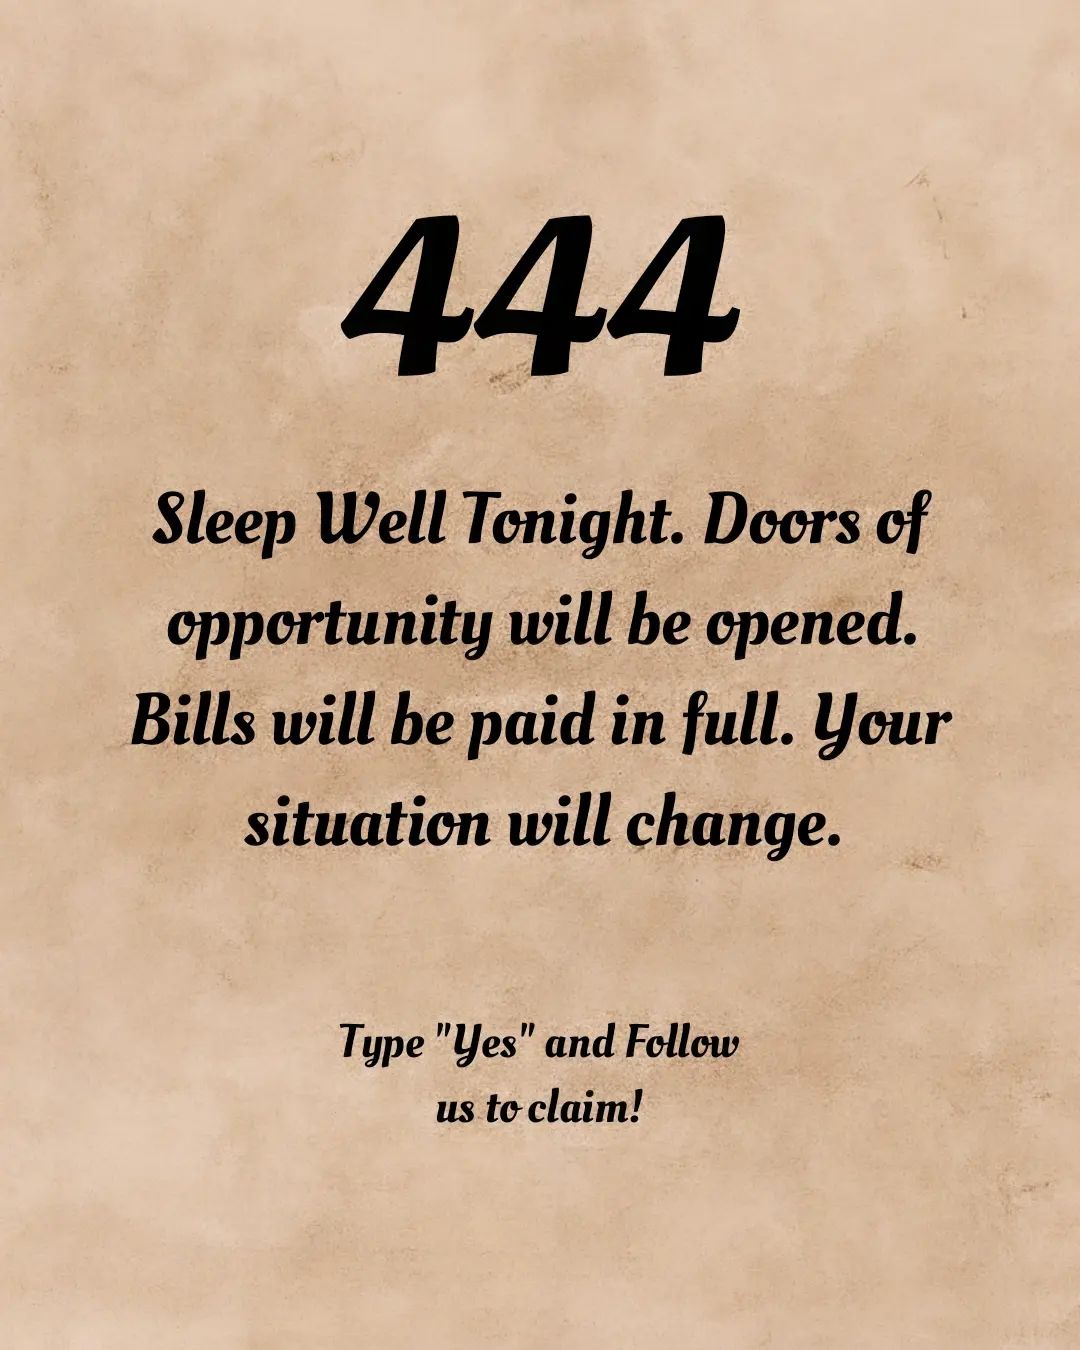 444
Sleep Well Tonight. Doors of
opportunity will be opened.
Bills will be paid in full. Your
situation will change.
Type "Yes" and Follow
us to claim!